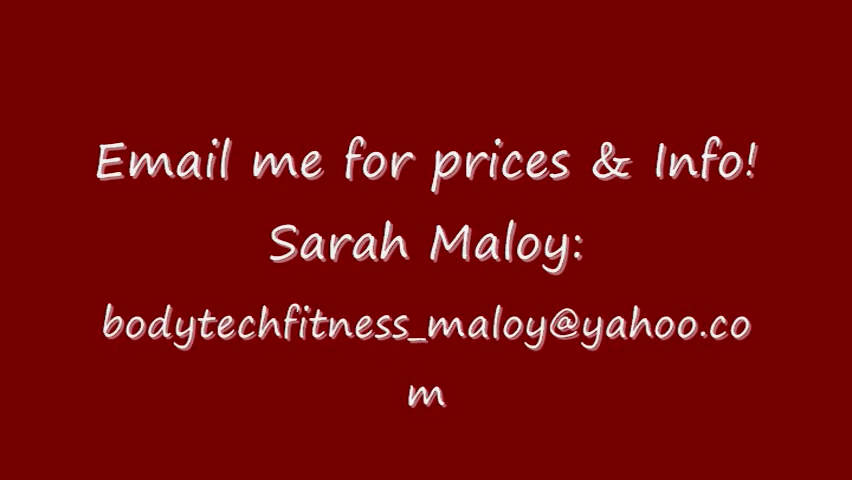 Email me for prices & Info!
Sarah Maloy:
bodytechfitness_maloy@yahoo.co
m